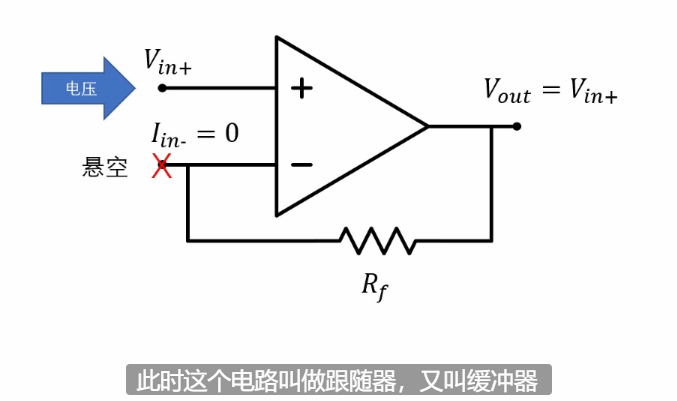 电压
V_{in+}
+
V_{out} = V_{in+}
I_{in-} = 0
悬空
−
R_f
此时这个电路叫做跟随器，又叫缓冲器